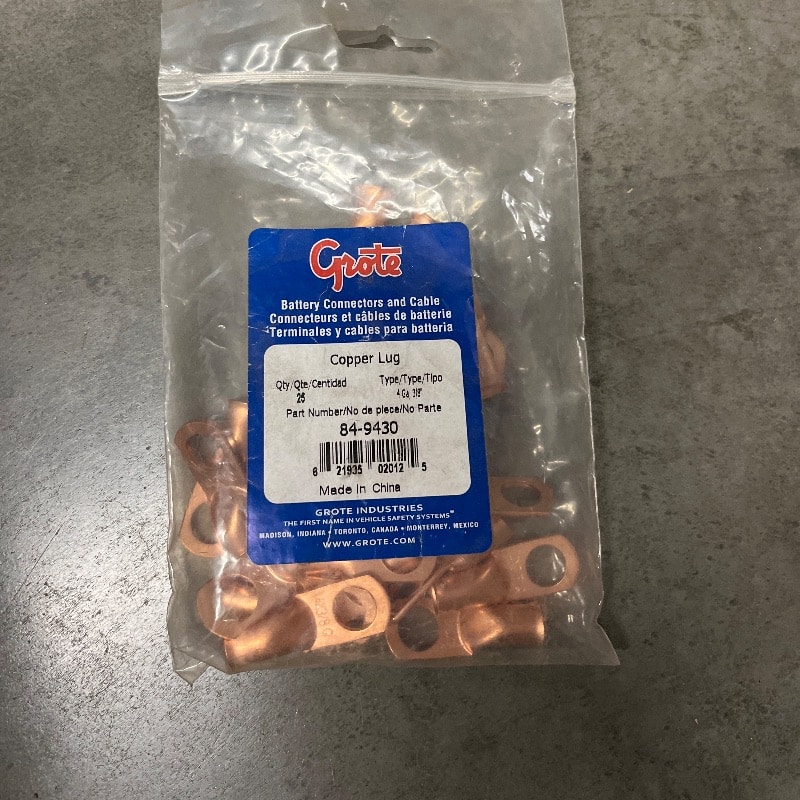 Grote
Battery Connectors and Cable
Connecteurs et câbles de batterie
Terminales y cables para batería
Copper Lug
Qty/Qte/Centidad Type/Type/Tipo
25 4 Ga 3/8"
Part Number/No de piece/No Parte
84-9430
6 21935 02012 5
Made in China
GROTE INDUSTRIES
THE FIRST NAME IN VEHICLE SAFETY SYSTEMS™
MADISON, INDIANA • TORONTO, CANADA • MONTERREY, MEXICO
WWW.GROTE.COM